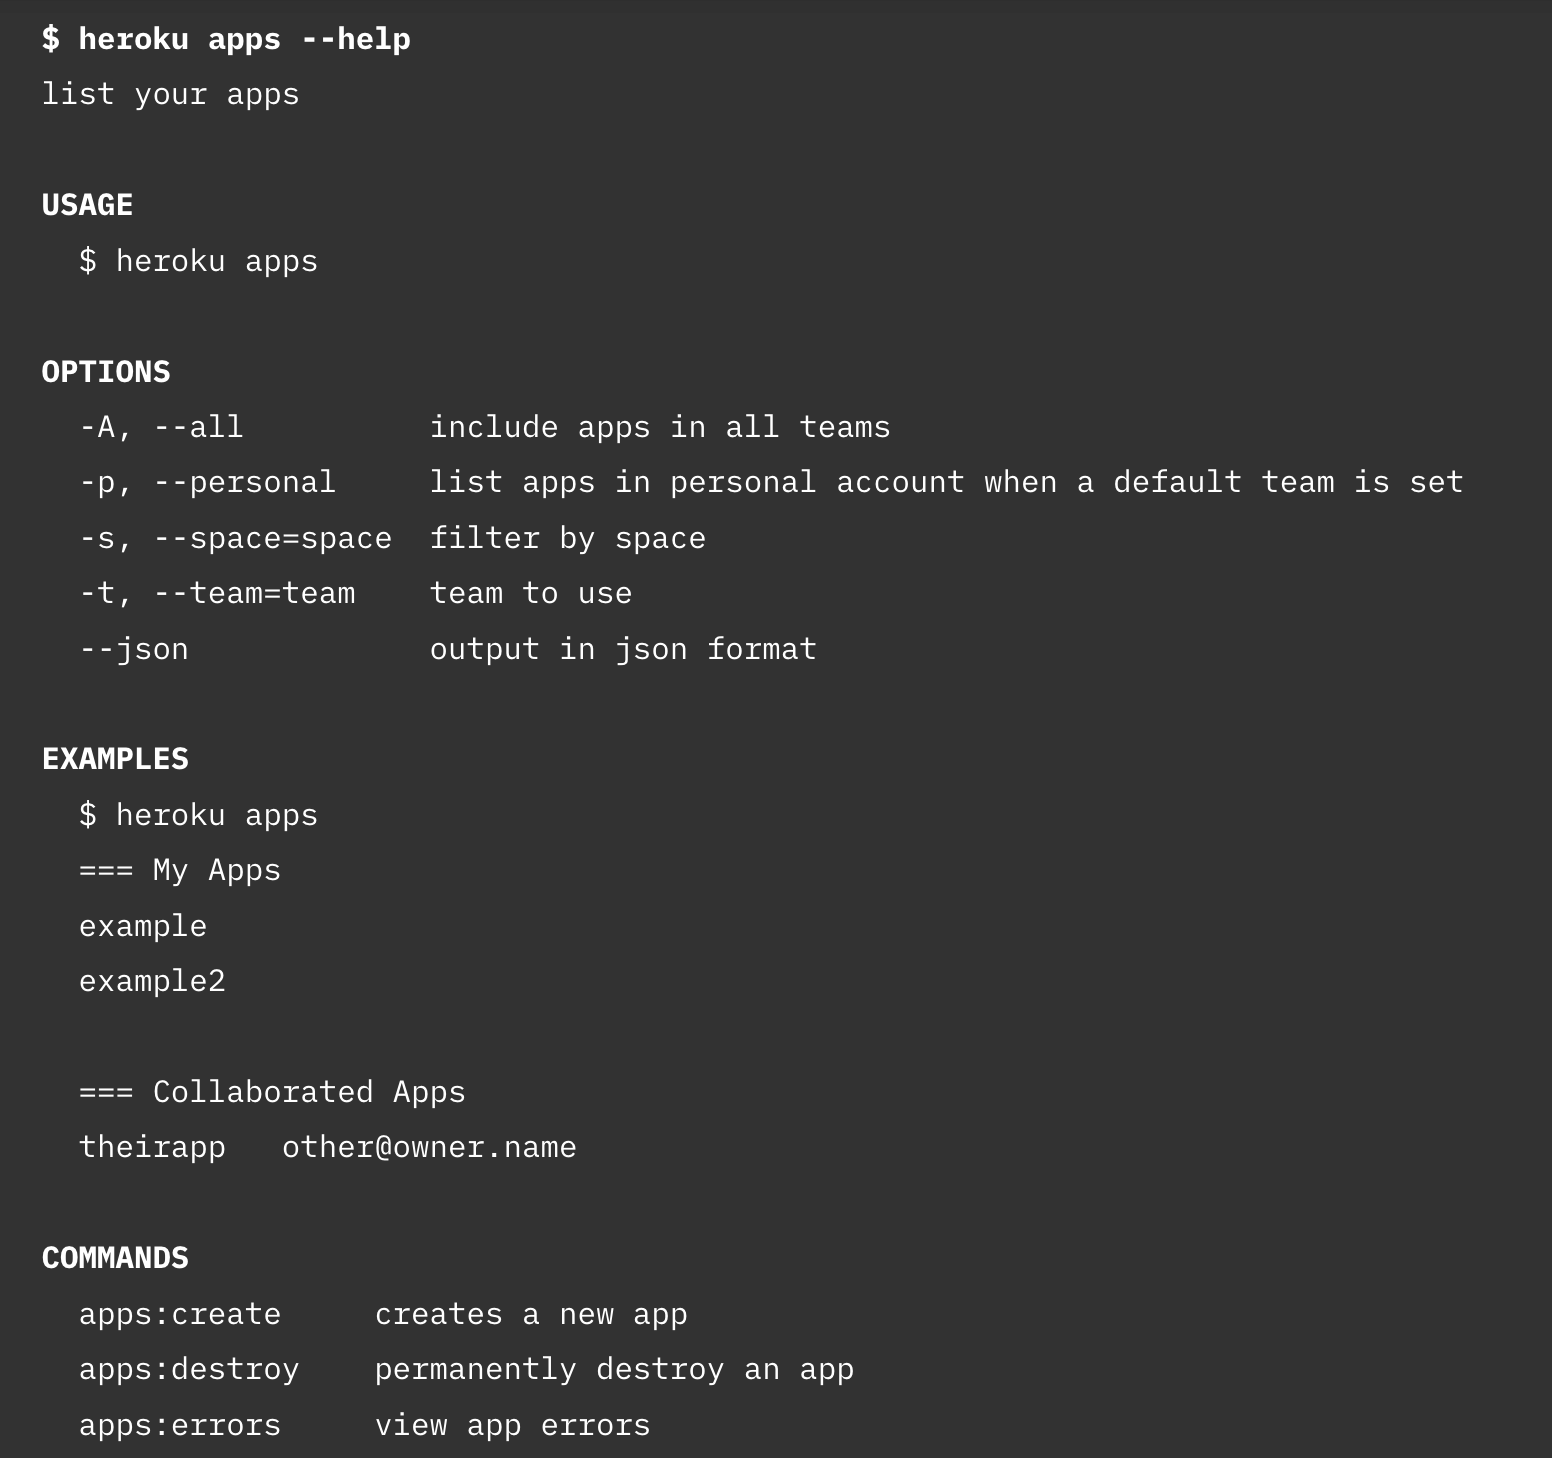 $ heroku apps --help
list your apps

USAGE
  $ heroku apps

OPTIONS
  -A, --all          include apps in all teams
  -p, --personal     list apps in personal account when a default team is set
  -s, --space=space  filter by space
  -t, --team=team    team to use
  --json             output in json format

EXAMPLES
  $ heroku apps
  === My Apps
  example
  example2

  === Collaborated Apps
  theirapp   other@owner.name

COMMANDS
  apps:create     creates a new app
  apps:destroy    permanently destroy an app
  apps:errors     view app errors